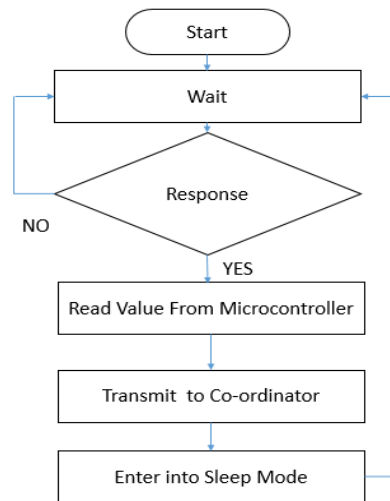 Start
Wait
Response
NO
YES
Read Value From Microcontroller
Transmit to Co-ordinator
Enter into Sleep Mode